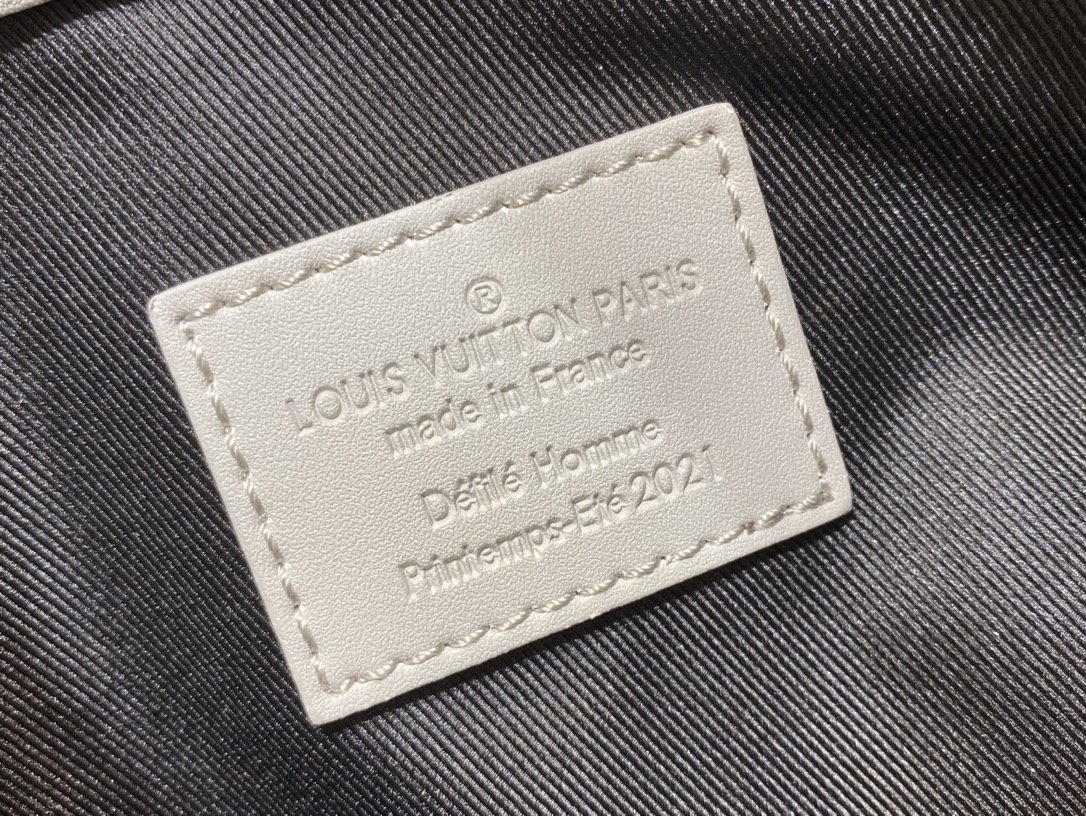 ®
LOUIS VUITTON PARIS
made in France
Défilé Homme
Printemps-Eté 2021